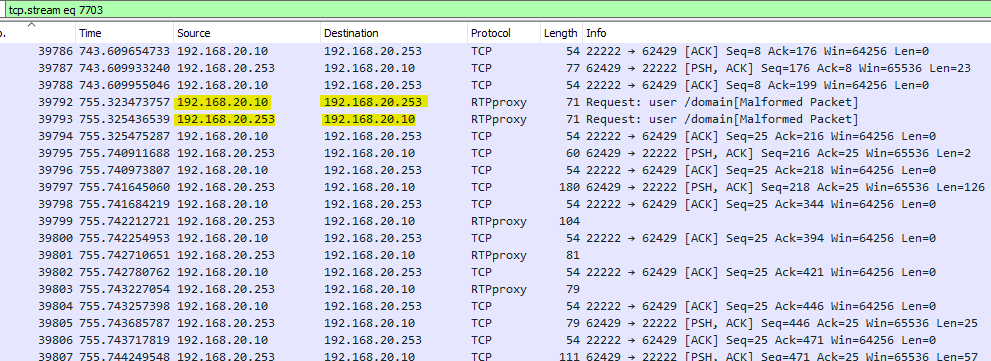 tcp.stream eq 7703
o. Time Source Destination Protocol Length Info
39786 743.609654733 192.168.20.10 192.168.20.253 TCP 54 22222 → 62429 [ACK] Seq=8 Ack=176 Win=64256 Len=0
39787 743.609933240 192.168.20.253 192.168.20.10 TCP 77 62429 → 22222 [PSH, ACK] Seq=176 Ack=8 Win=65536 Len=23
39788 743.609955046 192.168.20.10 192.168.20.253 TCP 54 22222 → 62429 [ACK] Seq=8 Ack=199 Win=64256 Len=0
39792 755.323473757 192.168.20.10 192.168.20.253 RTPproxy 71 Request: user /domain[Malformed Packet]
39793 755.325436539 192.168.20.253 192.168.20.10 RTPproxy 71 Request: user /domain[Malformed Packet]
39794 755.325475287 192.168.20.10 192.168.20.253 TCP 54 22222 → 62429 [ACK] Seq=25 Ack=216 Win=64256 Len=0
39795 755.740911688 192.168.20.253 192.168.20.10 TCP 60 62429 → 22222 [PSH, ACK] Seq=216 Ack=25 Win=65536 Len=2
39796 755.740973807 192.168.20.10 192.168.20.253 TCP 54 22222 → 62429 [ACK] Seq=25 Ack=218 Win=64256 Len=0
39797 755.741645060 192.168.20.253 192.168.20.10 TCP 180 62429 → 22222 [PSH, ACK] Seq=218 Ack=25 Win=65536 Len=126
39798 755.741684219 192.168.20.10 192.168.20.253 TCP 54 22222 → 62429 [ACK] Seq=25 Ack=344 Win=64256 Len=0
39799 755.742212721 192.168.20.253 192.168.20.10 RTPproxy 104
39800 755.742254953 192.168.20.10 192.168.20.253 TCP 54 22222 → 62429 [ACK] Seq=25 Ack=394 Win=64256 Len=0
39801 755.742710651 192.168.20.253 192.168.20.10 RTPproxy 81
39802 755.742780762 192.168.20.10 192.168.20.253 TCP 54 22222 → 62429 [ACK] Seq=25 Ack=421 Win=64256 Len=0
39803 755.743227054 192.168.20.253 192.168.20.10 RTPproxy 79
39804 755.743257398 192.168.20.10 192.168.20.253 TCP 54 22222 → 62429 [ACK] Seq=25 Ack=446 Win=64256 Len=0
39805 755.743685787 192.168.20.253 192.168.20.10 TCP 79 62429 → 22222 [PSH, ACK] Seq=446 Ack=25 Win=65536 Len=25
39806 755.743717819 192.168.20.10 192.168.20.253 TCP 54 22222 → 62429 [ACK] Seq=25 Ack=471 Win=64256 Len=0
39807 755.744249548 192.168.20.253 192.168.20.10 TCP 111 62429 → 22222 [PSH, ACK] Seq=471 Ack=25 Win=65536 Len=57